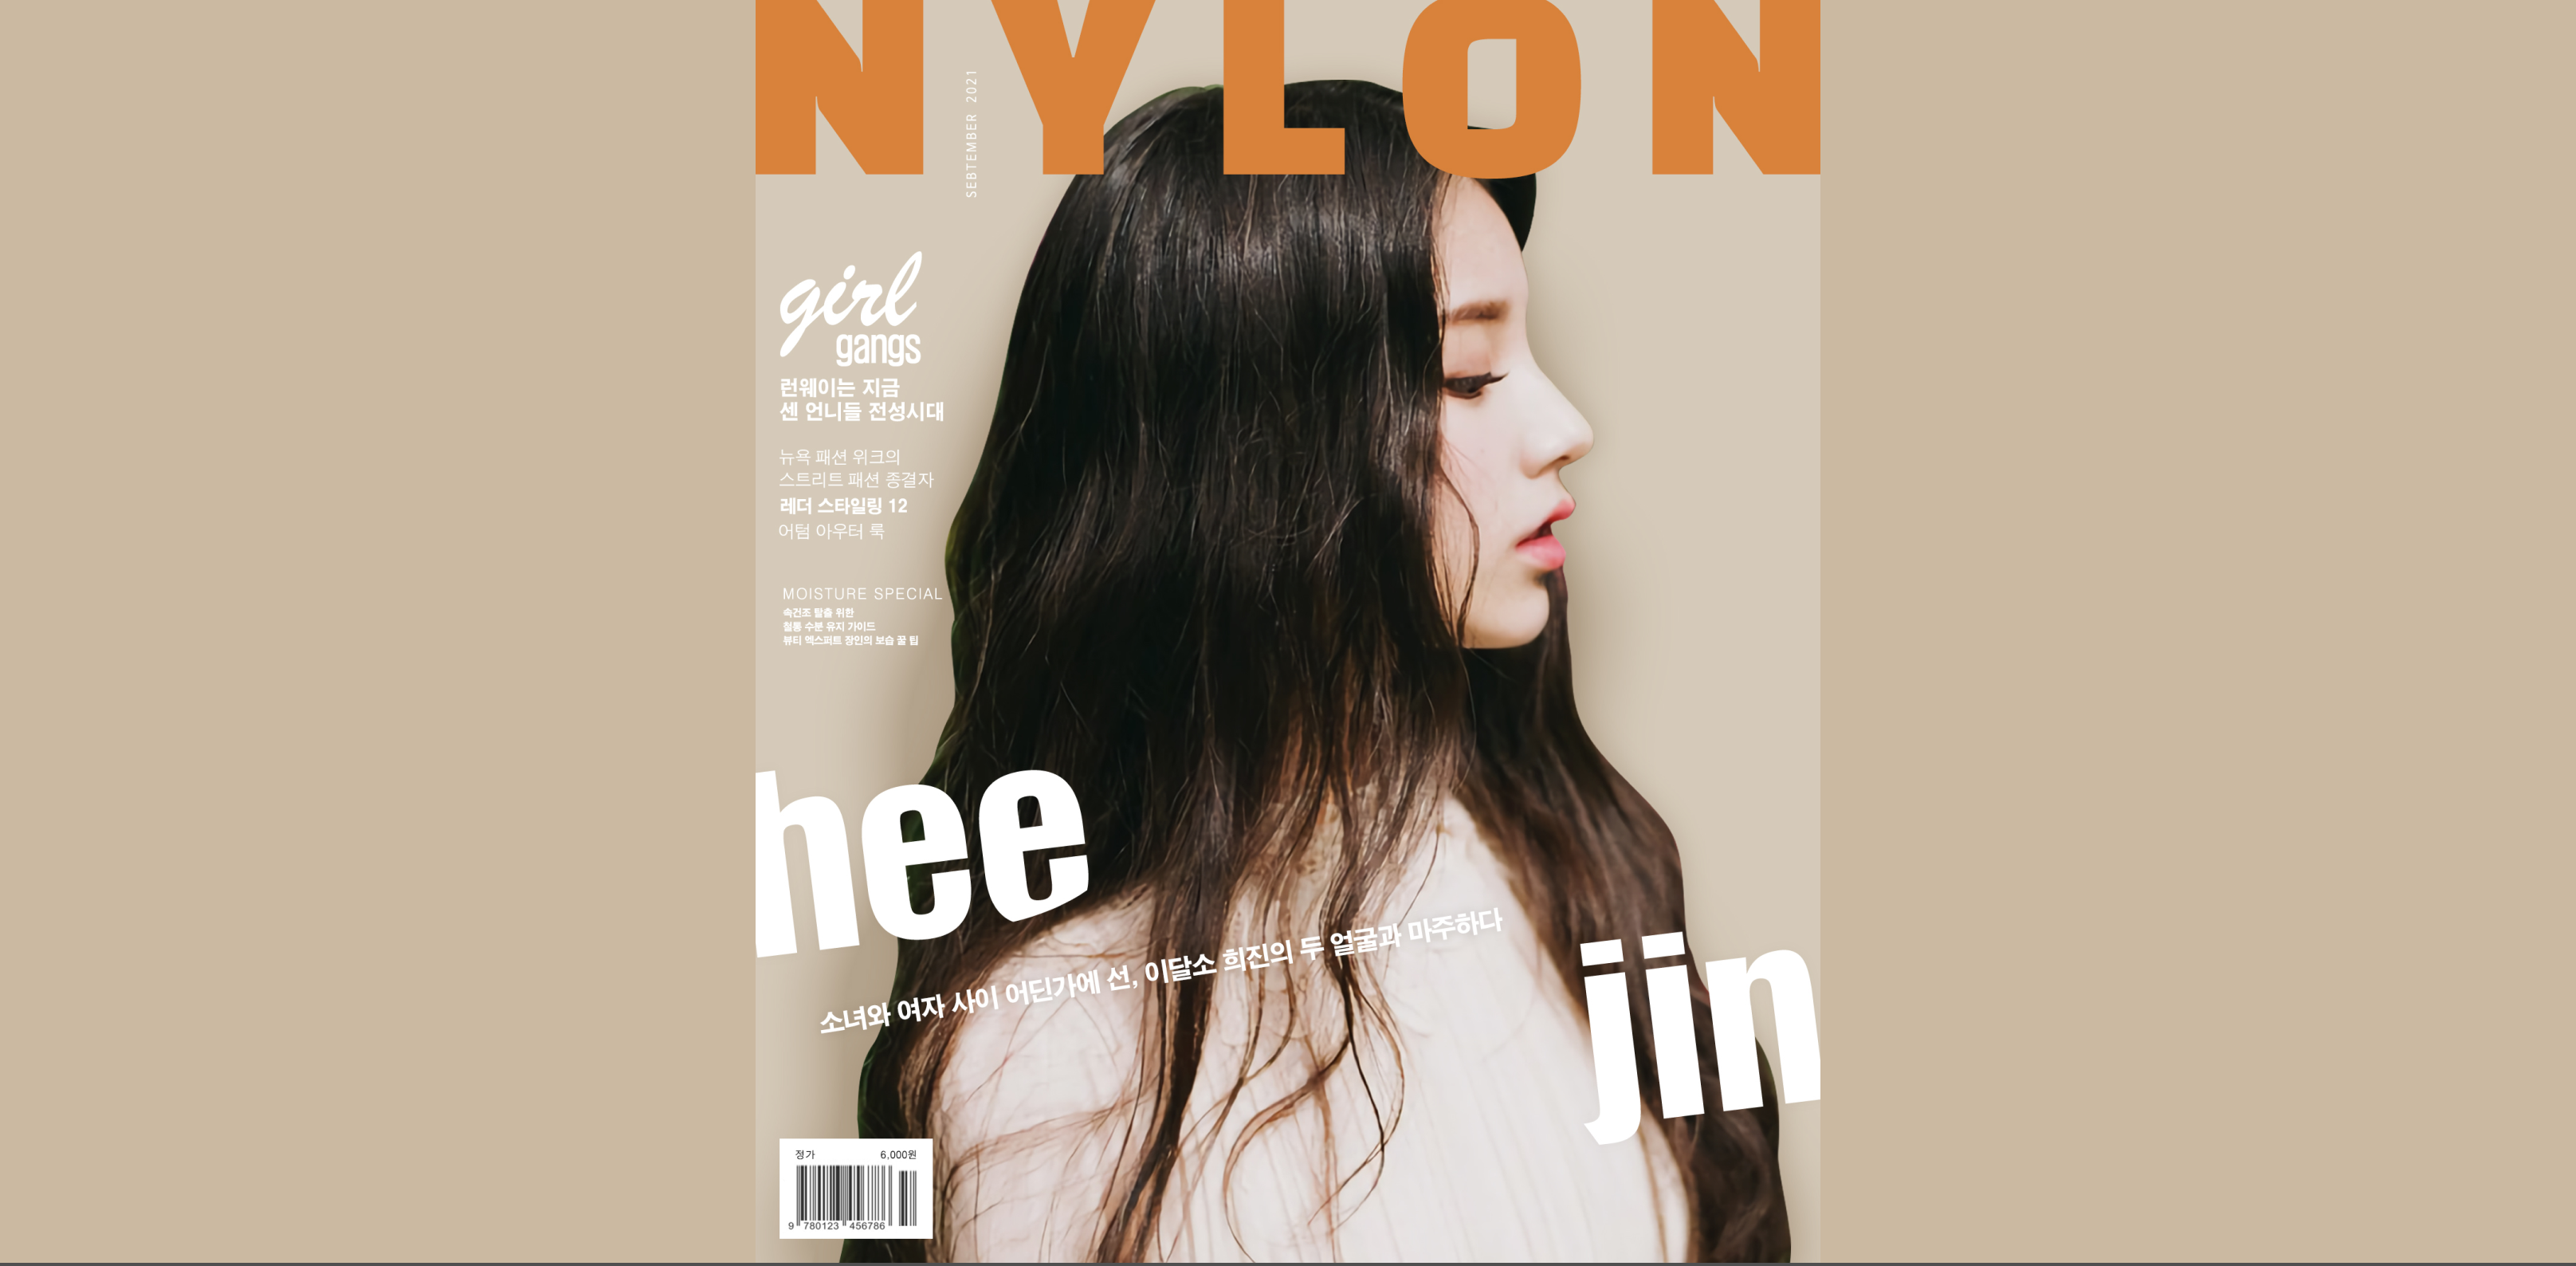 NYLON
SEBTEMBER 2021
girl
gangs
런웨이는 지금
센 언니들 전성시대
뉴욕 패션 위크의
스트리트 패션 종결자
레더 스타일링 12
어텀 아우터 룩
MOISTURE SPECIAL
속건조 탈출 위한
철통 수분 유지 가이드
뷰티 엑스퍼트 장인의 보습 꿀 팁
hee
소녀와 여자 사이 어딘가에 선, 이달소 희진의 두 얼굴과 마주하다
jin
정가 6,000원
9 780123 456786